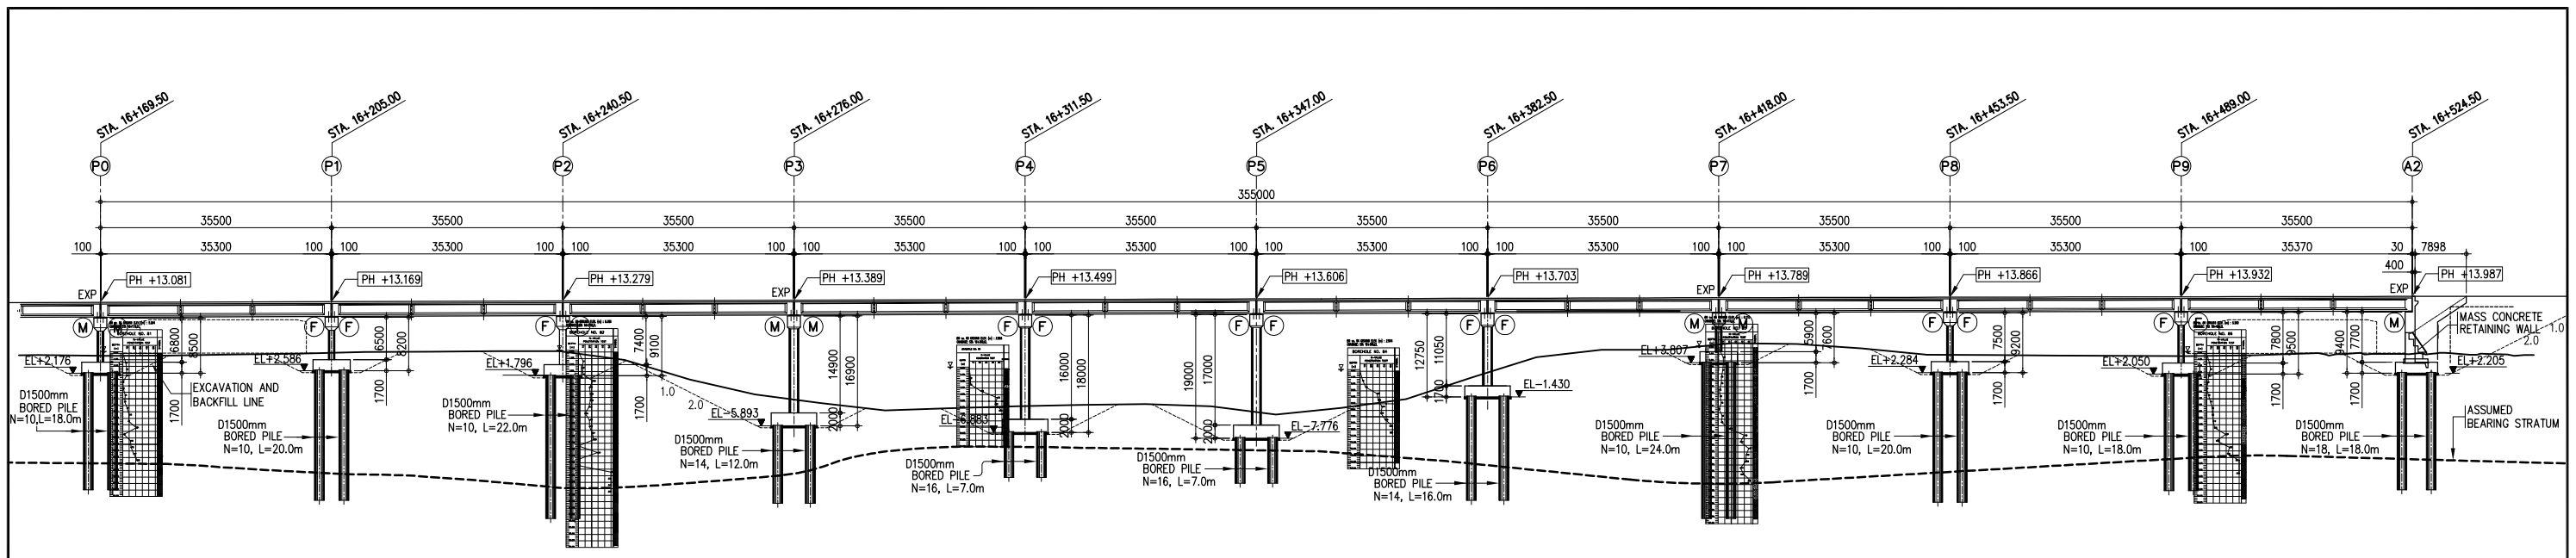 STA. 16+169.50
STA. 16+205.00
STA. 16+240.50
STA. 16+276.00
STA. 16+311.50
STA. 16+347.00
STA. 16+382.50
STA. 16+418.00
STA. 16+453.50
STA. 16+489.00
STA. 16+524.50
P0 P1 P2 P3 P4 P5 P6 P7 P8 P9 A2
355000
35500 35500 35500 35500 35500 35500 35500 35500 35500 35500
100 35300 100 100 35300 100 100 35300 100 100 35300 100 100 35300 100 100 35300 100 100 35300 100 100 35300 100 100 35300 100 100 35370 30 7898
400
PH +13.081
PH +13.169
PH +13.279
PH +13.389
PH +13.499
PH +13.606
PH +13.703
PH +13.789
PH +13.866
PH +13.932
PH +13.987
EXP EXP EXP EXP
M M F F F M M F F F F F F M M F F F F M
6800 8500 1700
6500 8200 1700
7400 9100 1700
14900 16900 2000
16000 18000 2000
19000 17000 2000
12750 11050 1700
5900 7600 1700
7500 9200 1700
7800 9500 1700
9400 7700 1700
EL+2.176
EL+2.586
EL+1.796
EL-5.893
EL-6.883
EL-7.776
EL-1.430
EL+3.807
EL+2.284
EL+2.050
EL+2.205
1.0
2.0
1.0
2.0
MASS CONCRETE
RETAINING WALL
EXCAVATION AND
BACKFILL LINE
ASSUMED
BEARING STRATUM
D1500mm
BORED PILE
N=10,L=18.0m
D1500mm
BORED PILE
N=10, L=20.0m
D1500mm
BORED PILE
N=10, L=22.0m
D1500mm
BORED PILE
N=14, L=12.0m
D1500mm
BORED PILE
N=16, L=7.0m
D1500mm
BORED PILE
N=16, L=7.0m
D1500mm
BORED PILE
N=14, L=16.0m
D1500mm
BORED PILE
N=10, L=24.0m
D1500mm
BORED PILE
N=10, L=20.0m
D1500mm
BORED PILE
N=10, L=18.0m
D1500mm
BORED PILE
N=18, L=18.0m